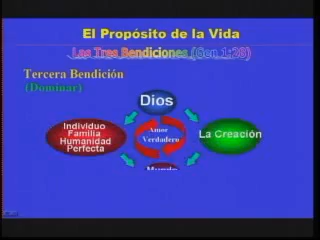 El Propósito de la Vida
Las Tres Bendiciones (Gen 1:28)
Tercera Bendición
(Dominar)
Dios
Individuo
Familia
Humanidad
Perfecta
Amor
Verdadero
La Creación
Mundo